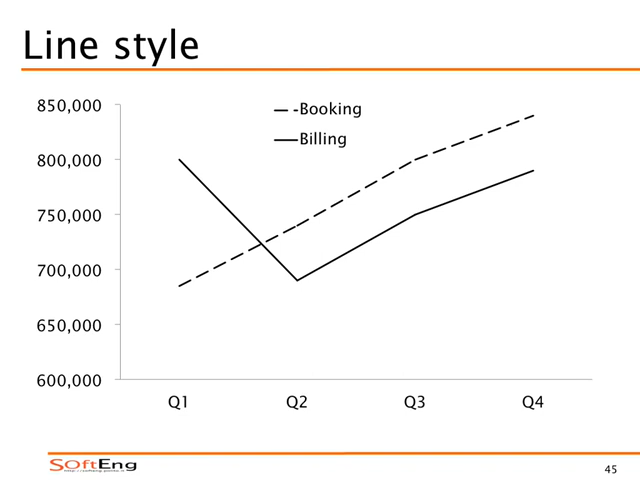 Line style
850,000
800,000
750,000
700,000
650,000
600,000
Booking
Billing
Q1 Q2 Q3 Q4
SOftEng
45